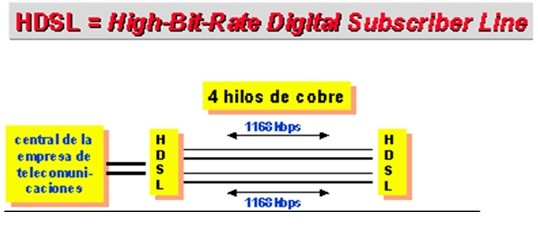 HDSL = High-Bit-Rate Digital Subscriber Line
4 hilos de cobre
1168 Kbps
central de la
empresa de
telecomuni-
caciones
H
D
S
L
H
D
S
L
1168 Kbps